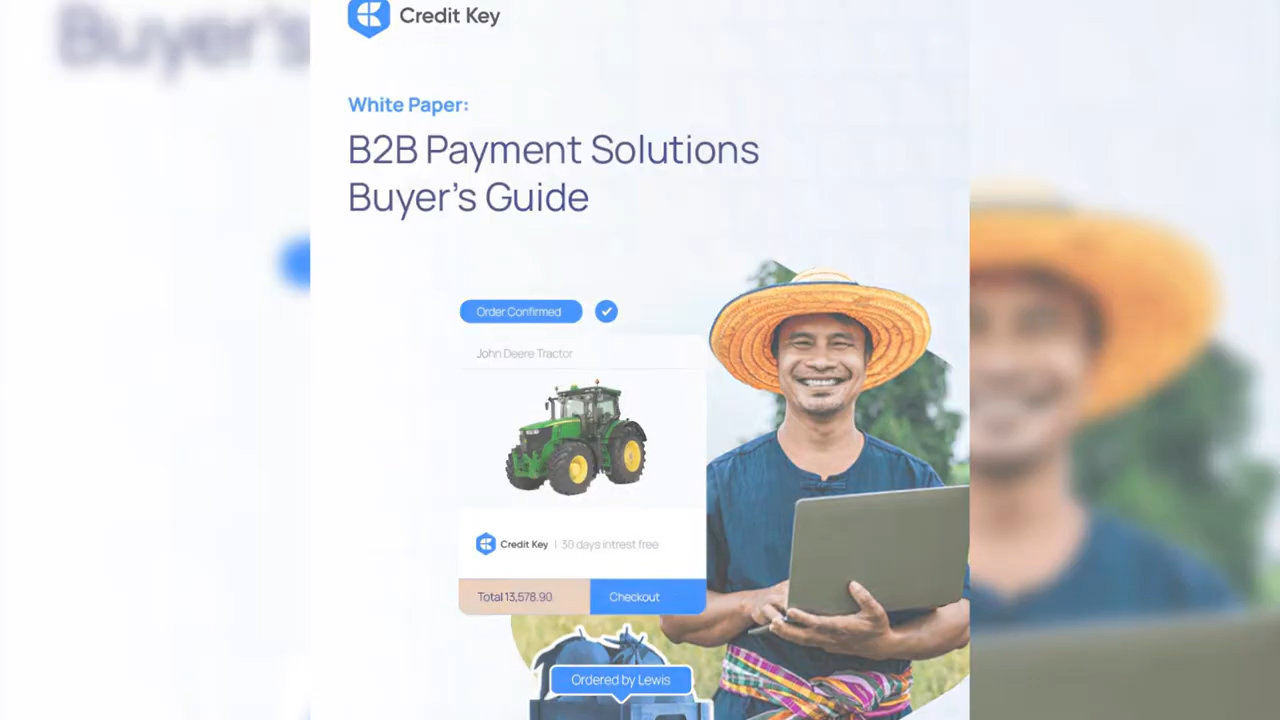 Buyer's
Credit Key
White Paper:
B2B Payment Solutions
Buyer's Guide
Order Confirmed
John Deere Tractor
Credit Key | 30 days intrest free
Total 13,578.90
Checkout
Ordered by Lewis